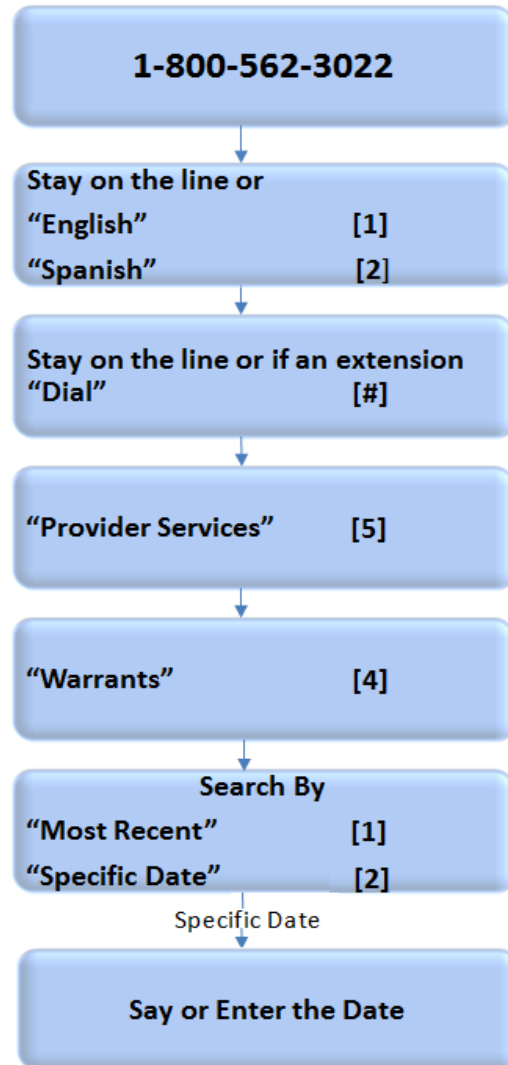 1-800-562-3022
Stay on the line or
“English” [1]
“Spanish” [2]
Stay on the line or if an extension
“Dial” [#]
“Provider Services” [5]
“Warrants” [4]
Search By
“Most Recent” [1]
“Specific Date” [2]
Specific Date
Say or Enter the Date